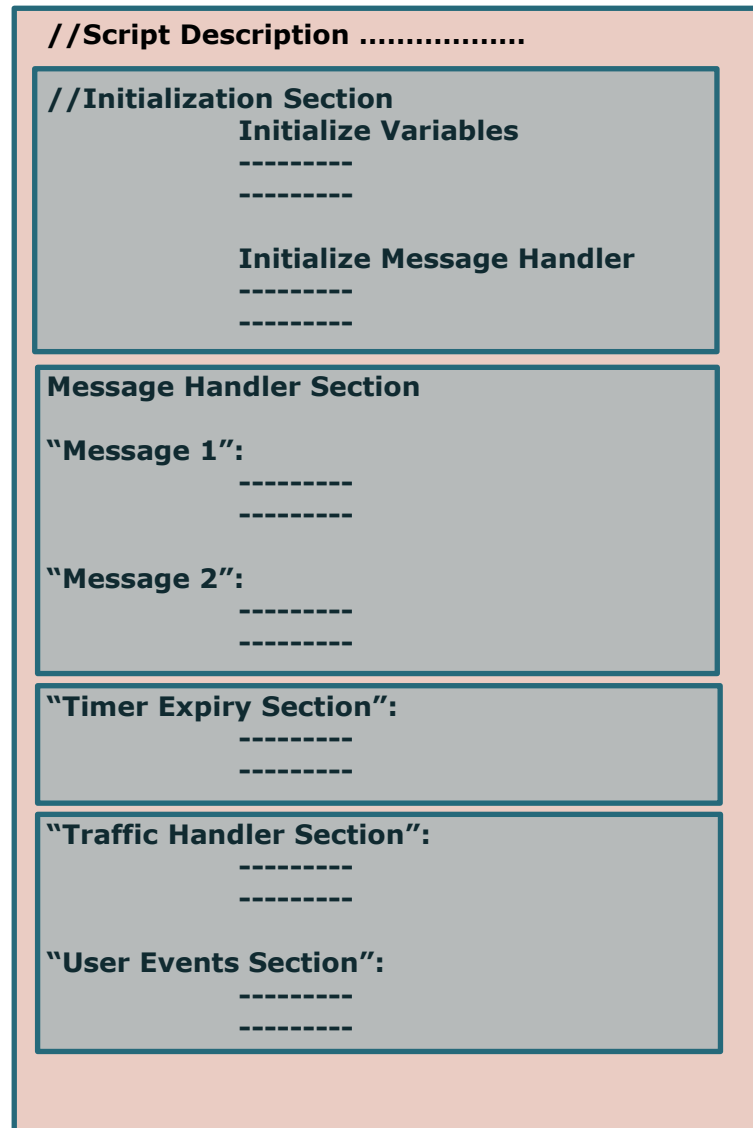 //Script Description ..................
//Initialization Section
Initialize Variables
---------
---------
Initialize Message Handler
---------
---------
Message Handler Section
“Message 1”:
---------
---------
“Message 2”:
---------
---------
“Timer Expiry Section”:
---------
---------
“Traffic Handler Section”:
---------
---------
“User Events Section”:
---------
---------